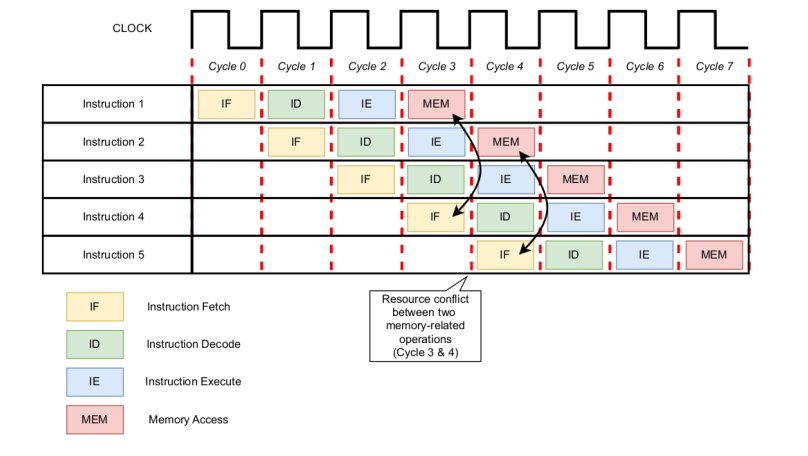 CLOCK
Cycle 0 Cycle 1 Cycle 2 Cycle 3 Cycle 4 Cycle 5 Cycle 6 Cycle 7
Instruction 1 IF ID IE MEM
Instruction 2 IF ID IE MEM
Instruction 3 IF ID IE MEM
Instruction 4 IF ID IE MEM
Instruction 5 IF ID IE MEM
Resource conflict
between two
memory-related
operations
(Cycle 3 & 4)
IF Instruction Fetch
ID Instruction Decode
IE Instruction Execute
MEM Memory Access